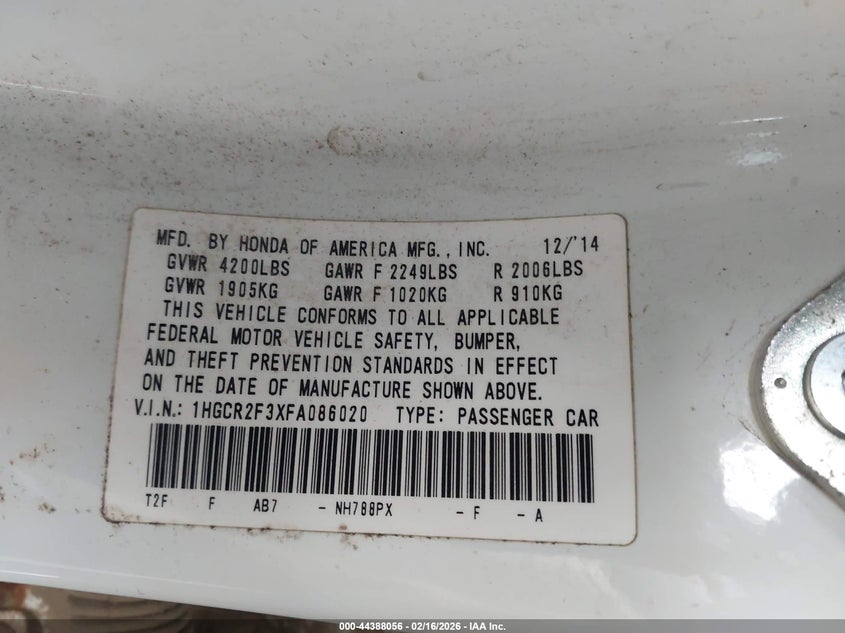 MFD. BY HONDA OF AMERICA MFG., INC. 12/'14
GVWR 4200LBS GAWR F 2249LBS R 2006LBS
GVWR 1905KG GAWR F 1020KG R 910KG
THIS VEHICLE CONFORMS TO ALL APPLICABLE
FEDERAL MOTOR VEHICLE SAFETY, BUMPER,
AND THEFT PREVENTION STANDARDS IN EFFECT
ON THE DATE OF MANUFACTURE SHOWN ABOVE.
V.I.N.: 1HGCR2F3XFA086020 TYPE: PASSENGER CAR
T2F F AB7 - NH788PX - F - A
000-44388056 - 02/16/2026 - IAA Inc.